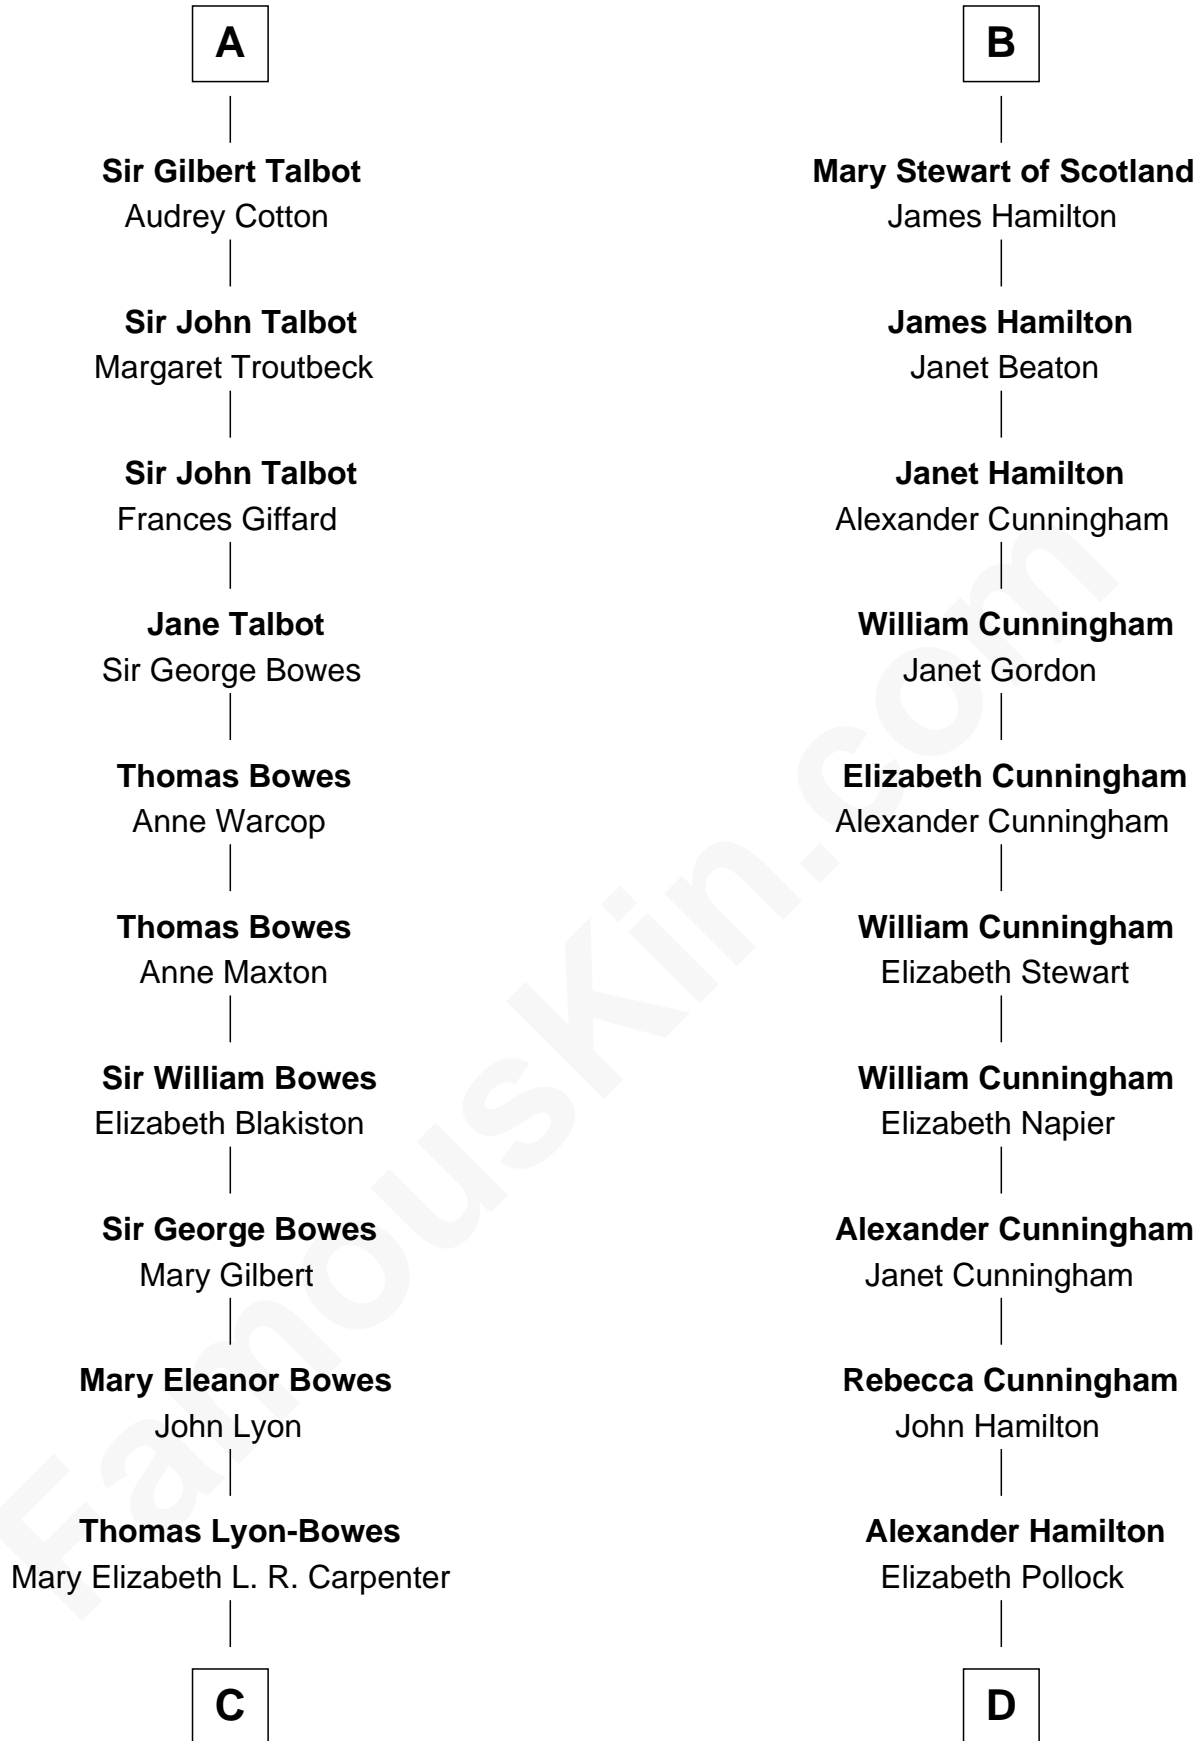 A
Sir Gilbert Talbot
Audrey Cotton
Sir John Talbot
Margaret Troutbeck
Sir John Talbot
Frances Giffard
Jane Talbot
Sir George Bowes
Thomas Bowes
Anne Warcop
Thomas Bowes
Anne Maxton
Sir William Bowes
Elizabeth Blakiston
Sir George Bowes
Mary Gilbert
Mary Eleanor Bowes
John Lyon
Thomas Lyon-Bowes
Mary Elizabeth L. R. Carpenter
C
B
Mary Stewart of Scotland
James Hamilton
James Hamilton
Janet Beaton
Janet Hamilton
Alexander Cunningham
William Cunningham
Janet Gordon
Elizabeth Cunningham
Alexander Cunningham
William Cunningham
Elizabeth Stewart
William Cunningham
Elizabeth Napier
Alexander Cunningham
Janet Cunningham
Rebecca Cunningham
John Hamilton
Alexander Hamilton
Elizabeth Pollock
D
FamousKin.com